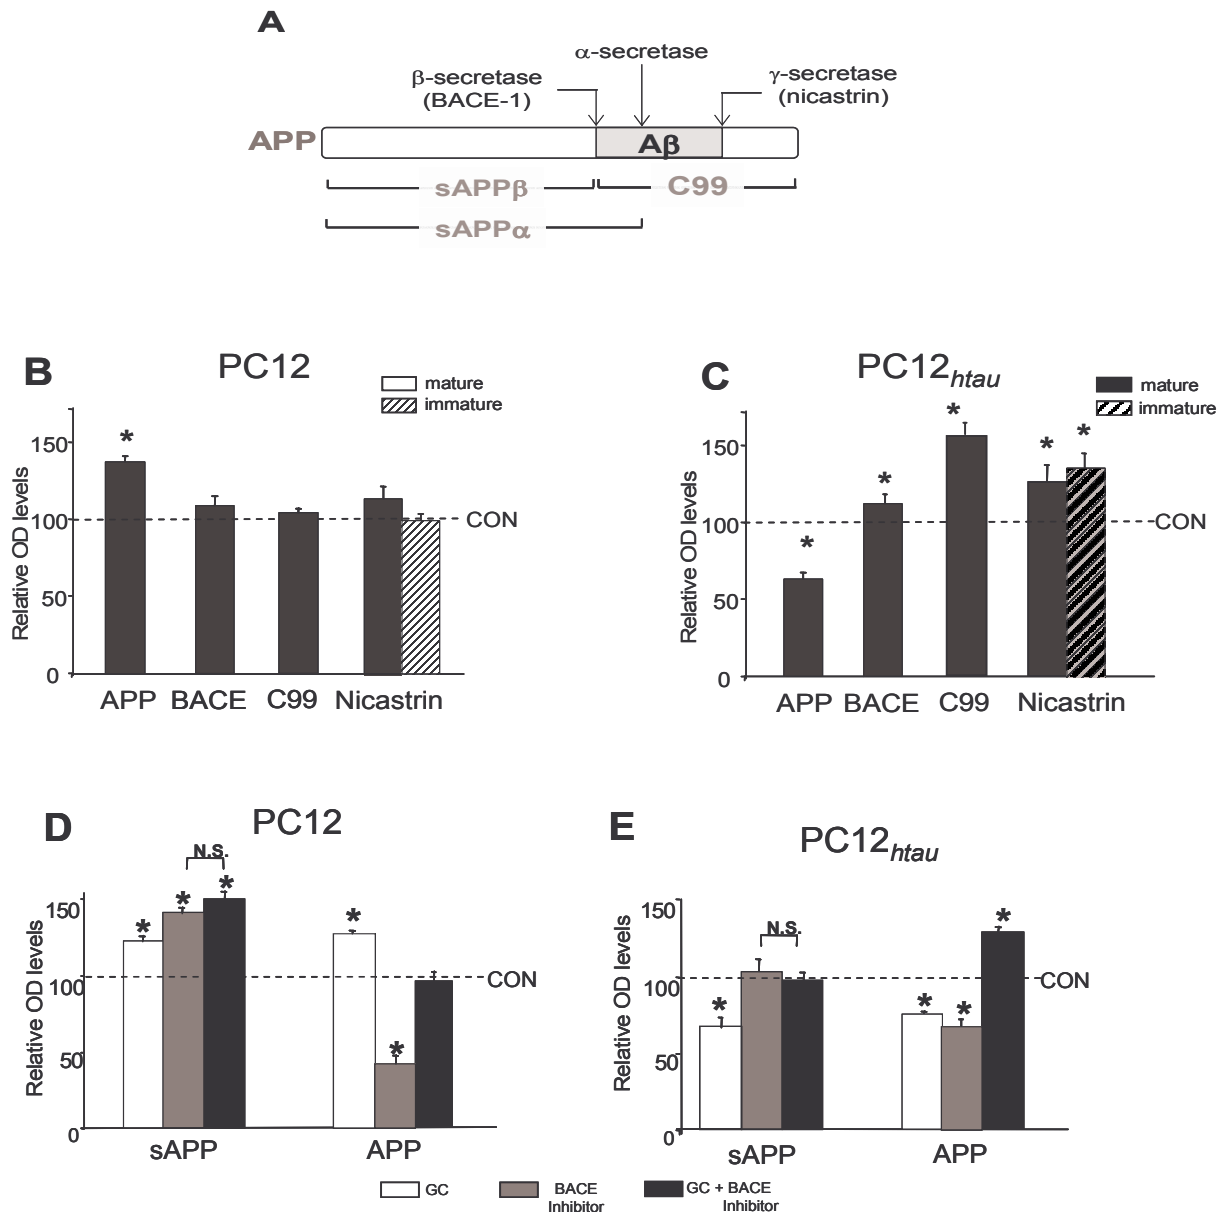 A
α-secretase
β-secretase
(BACE-1)
γ-secretase
(nicastrin)
APP
Aβ
sAPPβ
C99
sAPPα
B
PC12
mature
immature
*
150
100
50
0
Relative OD levels
CON
APP BACE C99 Nicastrin
C
PC12htau
mature
immature
*
*
*
*
*
150
100
50
0
Relative OD levels
CON
APP BACE C99 Nicastrin
D
PC12
N.S.
*
*
*
*
*
150
100
50
0
Relative OD levels
CON
sAPP APP
E
PC12htau
N.S.
*
*
*
*
150
100
50
0
Relative OD levels
CON
sAPP APP
GC
BACE
Inhibitor
GC + BACE
Inhibitor